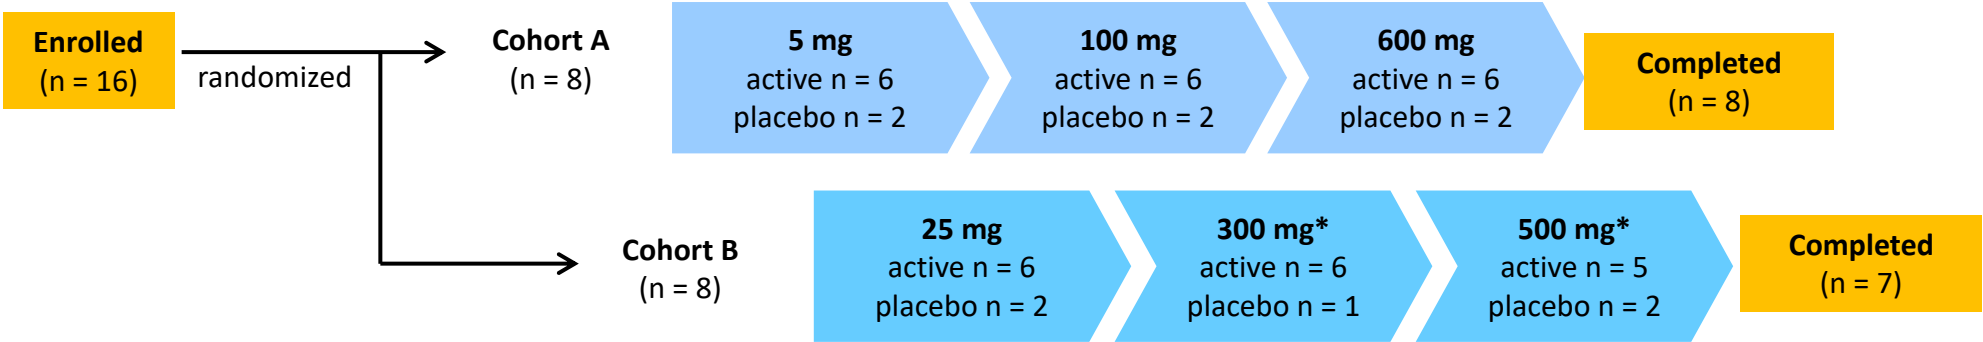 Enrolled
(n = 16)
randomized
Cohort A
(n = 8)
5 mg
active n = 6
placebo n = 2
100 mg
active n = 6
placebo n = 2
600 mg
active n = 6
placebo n = 2
Completed
(n = 8)
Cohort B
(n = 8)
25 mg
active n = 6
placebo n = 2
300 mg*
active n = 6
placebo n = 1
500 mg*
active n = 5
placebo n = 2
Completed
(n = 7)